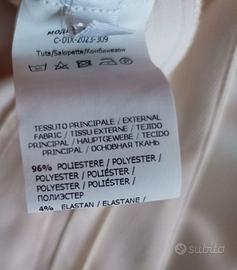 МОДЕ
C-DIX-2023-309
Tuta/Salopette/Комбинезон
TESSUTO PRINCIPALE / EXTERNAL
FABRIC / TISSU EXTERNE / TEJIDO
PRINCIPAL / HAUPTGEWEBE / TECIDO
PRINCIPAL / ОСНОВНАЯ ТКАНЬ
96% POLIESTERE / POLYESTER /
POLYESTER / POLIÉSTER /
POLYESTER / POLIÉSTER /
ПОЛИЭСТЕР
4% ELASTAN / ELASTANE /
subito